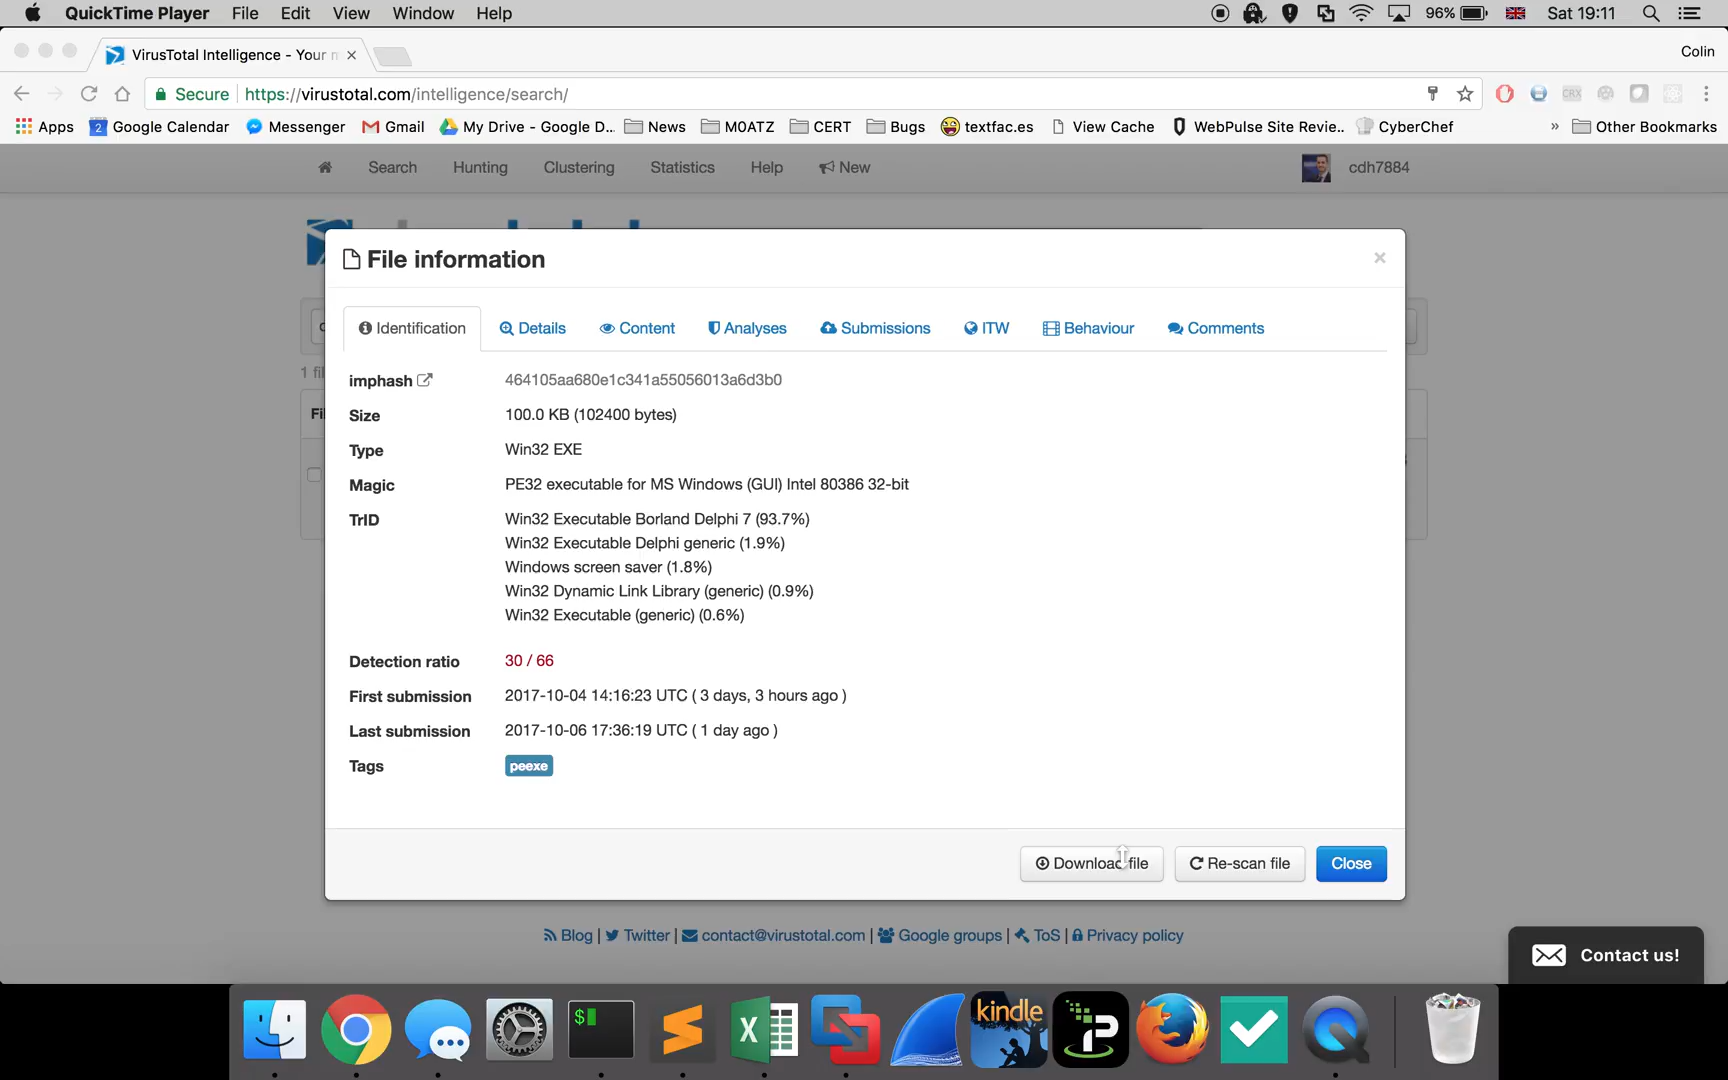 QuickTime Player File Edit View Window Help 96% Sat 19:11
VirusTotal Intelligence - Your Colin
Secure https://virustotal.com/intelligence/search/
Apps 2 Google Calendar Messenger Gmail My Drive - Google D... News M0ATZ CERT Bugs textfac.es View Cache WebPulse Site Revie.. CyberChef » Other Bookmarks
Search Hunting Clustering Statistics Help New cdh7884
File information
Identification Details Content Analyses Submissions ITW Behaviour Comments
imphash 464105aa680e1c341a55056013a6d3b0
Size 100.0 KB (102400 bytes)
Type Win32 EXE
Magic PE32 executable for MS Windows (GUI) Intel 80386 32-bit
TrID Win32 Executable Borland Delphi 7 (93.7%)
Win32 Executable Delphi generic (1.9%)
Windows screen saver (1.8%)
Win32 Dynamic Link Library (generic) (0.9%)
Win32 Executable (generic) (0.6%)
Detection ratio 30 / 66
First submission 2017-10-04 14:16:23 UTC ( 3 days, 3 hours ago )
Last submission 2017-10-06 17:36:19 UTC ( 1 day ago )
Tags peexe
Download file Re-scan file Close
Blog | Twitter | contact@virustotal.com | Google groups | ToS | Privacy policy
Contact us!
$ X kindle P